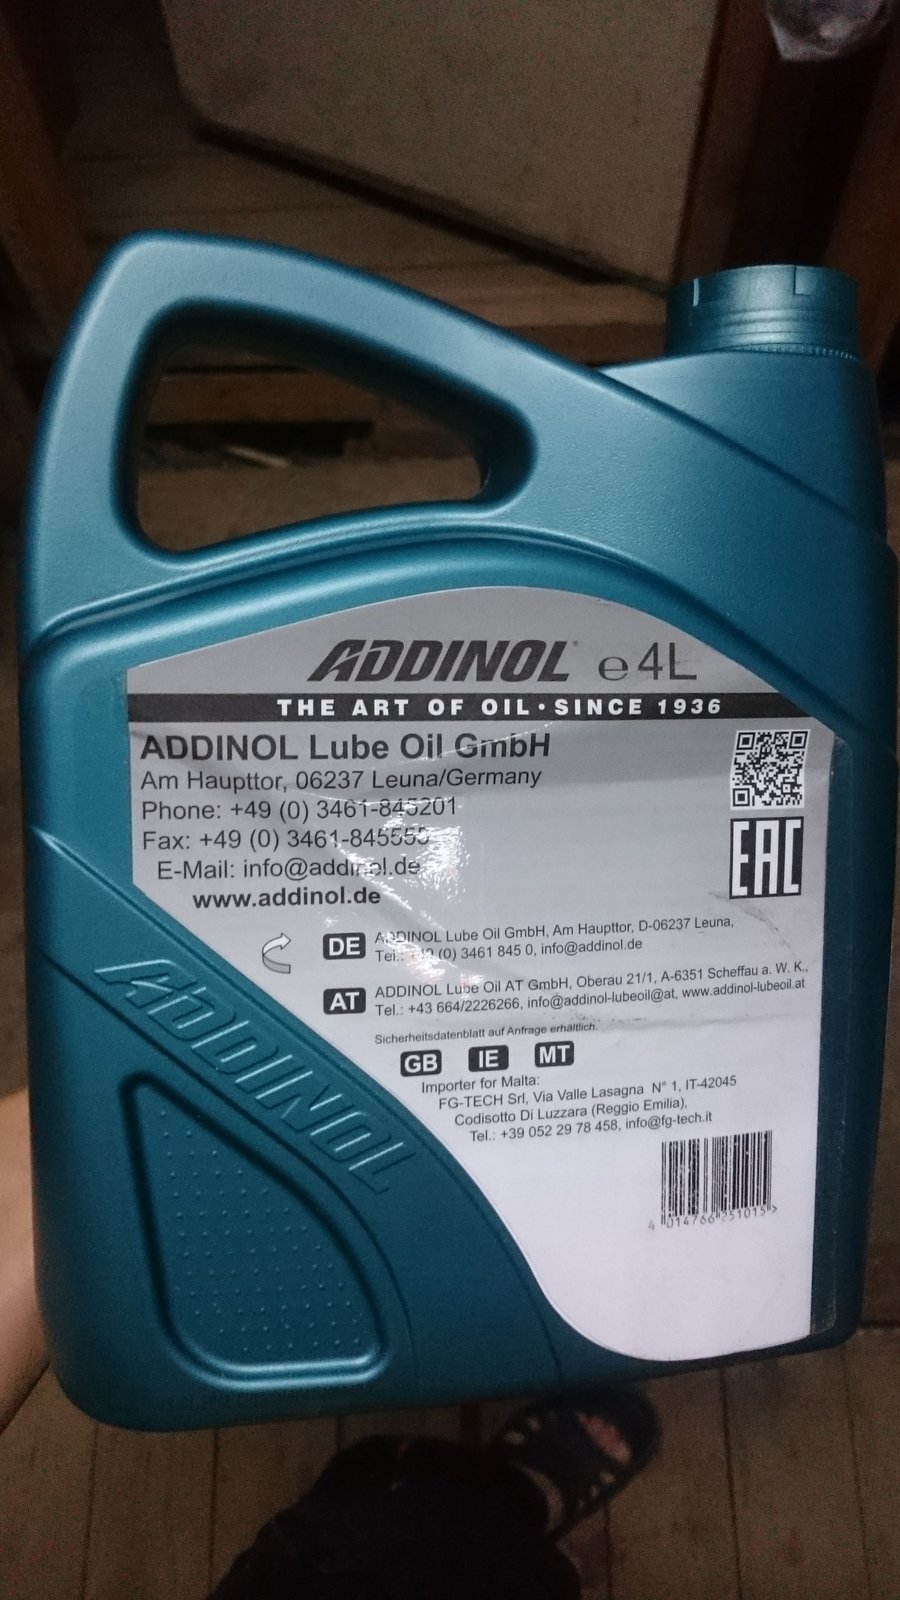 ADDINOL e 4L
THE ART OF OIL • SINCE 1936
ADDINOL Lube Oil GmbH
Am Haupttor, 06237 Leuna/Germany
Phone: +49 (0) 3461-845201
Fax: +49 (0) 3461-845555
E-Mail: info@addinol.de
www.addinol.de
EAC
DE ADDINOL Lube Oil GmbH, Am Haupttor, D-06237 Leuna,
Tel.: +49 (0) 3461 845 0, info@addinol.de
AT ADDINOL Lube Oil AT GmbH, Oberau 21/1, A-6351 Scheffau a. W. K.,
Tel.: +43 664/2226266, info@addinol-lubeoil@at, www.addinol-lubeoil.at
Sicherheitsdatenblatt auf Anfrage erhältlich.
GB IE MT
Importer for Malta:
FG-TECH Srl, Via Valle Lasagna N° 1, IT-42045
Codisotto Di Luzzara (Reggio Emilia),
Tel.: +39 052 29 78 458, info@fg-tech.it
4 014766 251015 >
ADDINOL